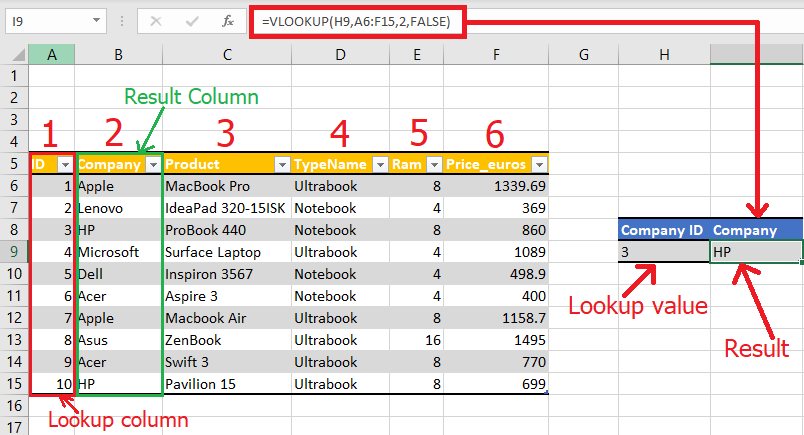 I9 fx =VLOOKUP(H9,A6:F15,2,FALSE)
A B C D E F G H I
1
2 Result Column
3
4 1 2 3 4 5 6
5 ID Company Product TypeName Ram Price_euros
6 1 Apple MacBook Pro Ultrabook 8 1339.69
7 2 Lenovo IdeaPad 320-15ISK Notebook 4 369
8 3 HP ProBook 440 Notebook 8 860 Company ID Company
9 4 Microsoft Surface Laptop Ultrabook 4 1089 3 HP
10 5 Dell Inspiron 3567 Notebook 4 498.9
11 6 Acer Aspire 3 Notebook 4 400 Lookup value
12 7 Apple Macbook Air Ultrabook 8 1158.7
13 8 Asus ZenBook Ultrabook 16 1495 Result
14 9 Acer Swift 3 Ultrabook 8 770
15 10 HP Pavilion 15 Ultrabook 8 699
16 Lookup column
17